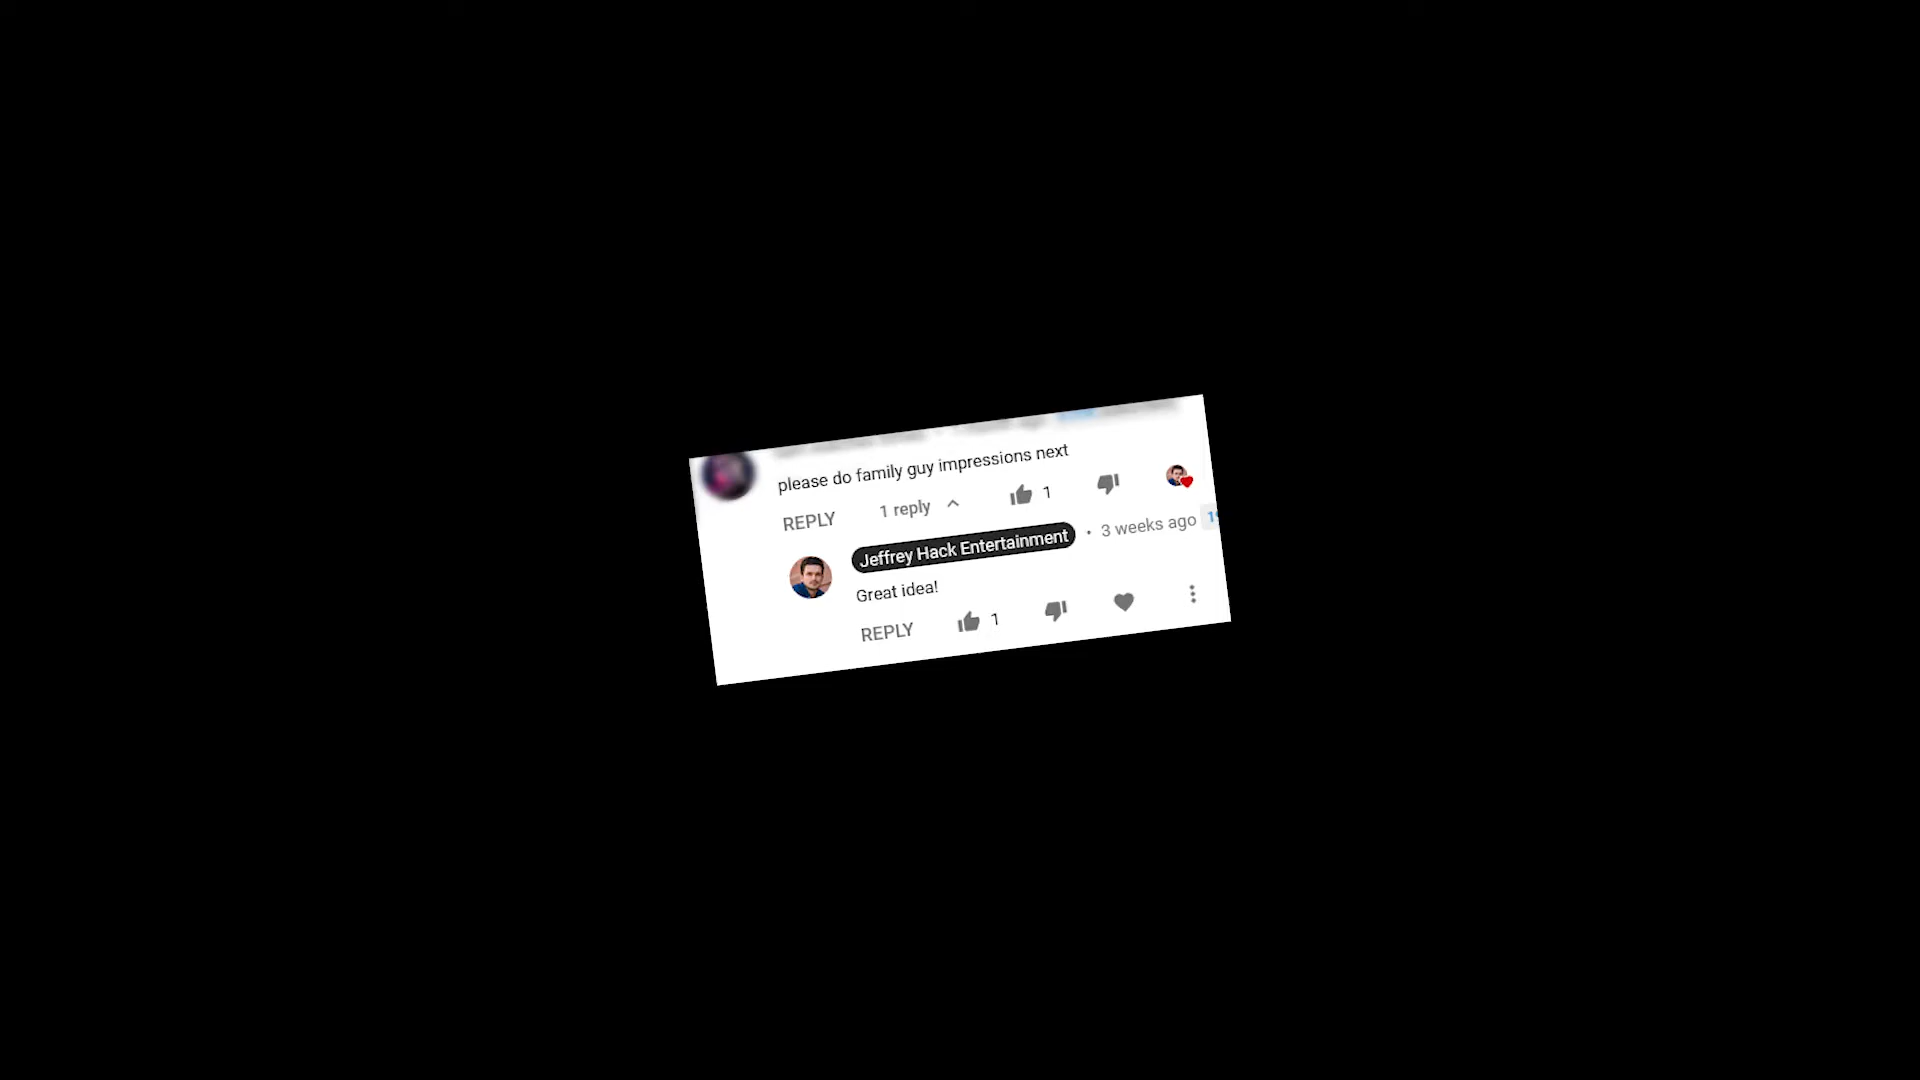 please do family guy impressions next
REPLY 1 reply 1
Jeffrey Hack Entertainment • 3 weeks ago
Great idea!
REPLY 1